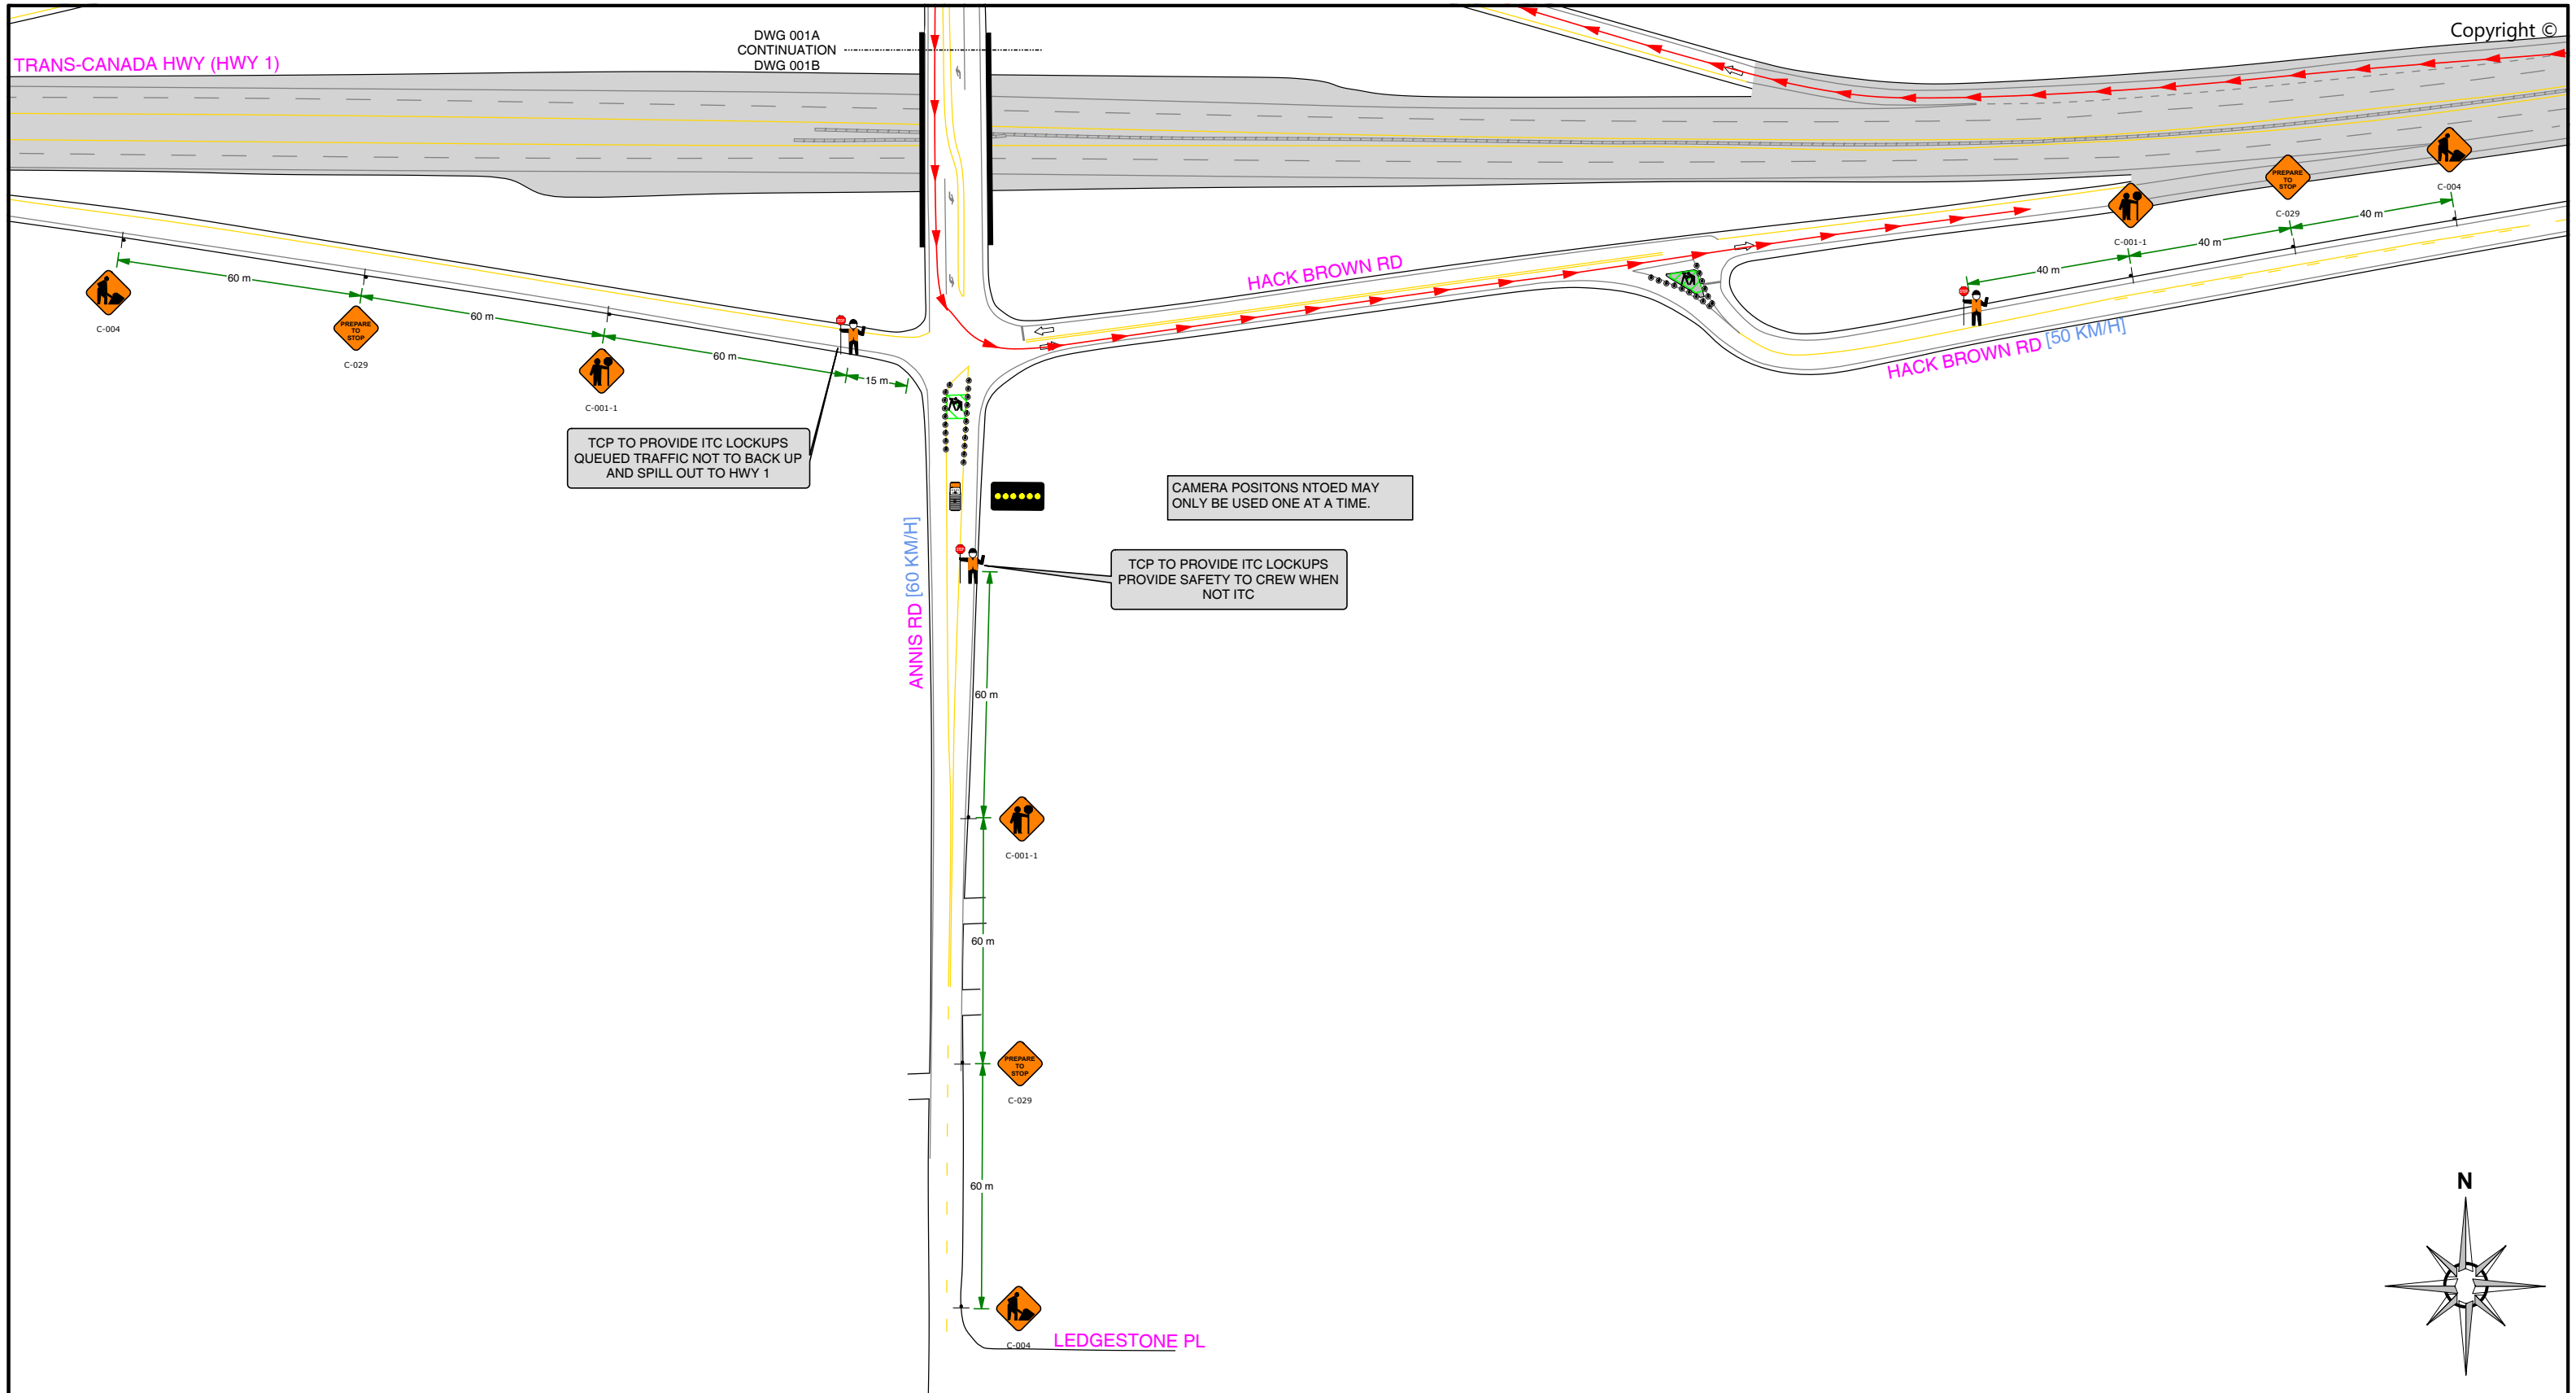 DWG 001A
CONTINUATION
DWG 001B
Copyright ©
TRANS-CANADA HWY (HWY 1)
PREPARE
TO
STOP
C-004
C-029
C-001-1
40 m
40 m
40 m
HACK BROWN RD
HACK BROWN RD [50 KM/H]
60 m
60 m
60 m
15 m
C-004
PREPARE
TO
STOP
C-029
C-001-1
STOP
STOP
TCP TO PROVIDE ITC LOCKUPS
QUEUED TRAFFIC NOT TO BACK UP
AND SPILL OUT TO HWY 1
CAMERA POSITONS NTOED MAY
ONLY BE USED ONE AT A TIME.
ANNIS RD [60 KM/H]
STOP
TCP TO PROVIDE ITC LOCKUPS
PROVIDE SAFETY TO CREW WHEN
NOT ITC
60 m
C-001-1
60 m
PREPARE
TO
STOP
C-029
60 m
C-004
LEDGESTONE PL
N